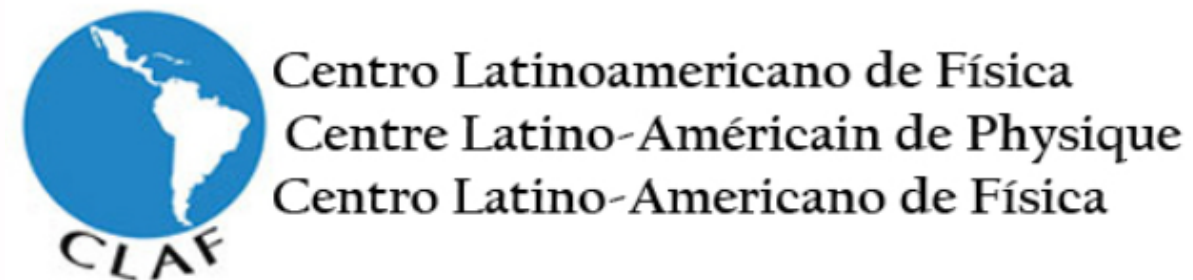 Centro Latinoamericano de Física
Centre Latino-Américain de Physique
Centro Latino-Americano de Física
CLAF